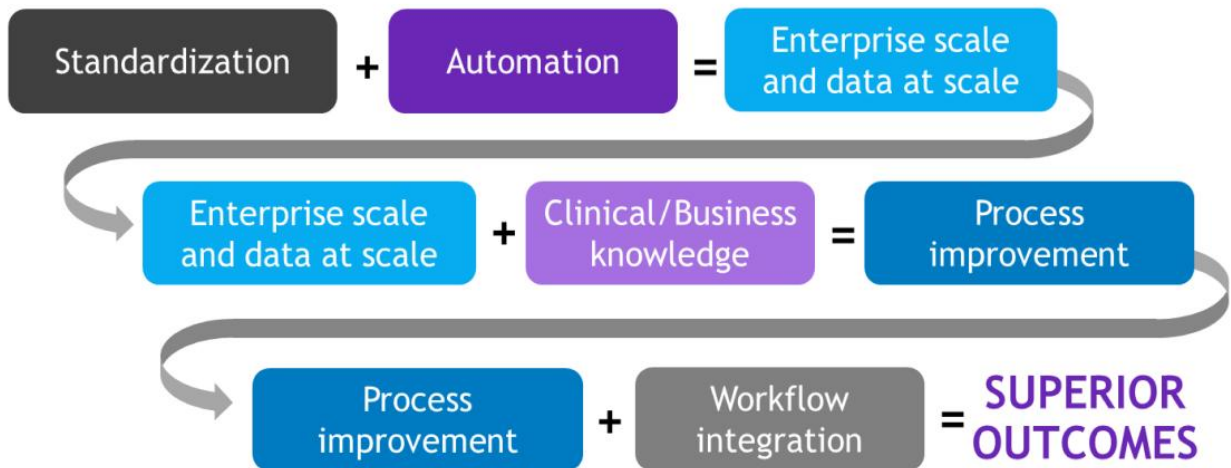 Standardization + Automation = Enterprise scale
and data at scale
Enterprise scale
and data at scale + Clinical/Business
knowledge = Process
improvement
Process
improvement + Workflow
integration = SUPERIOR
OUTCOMES